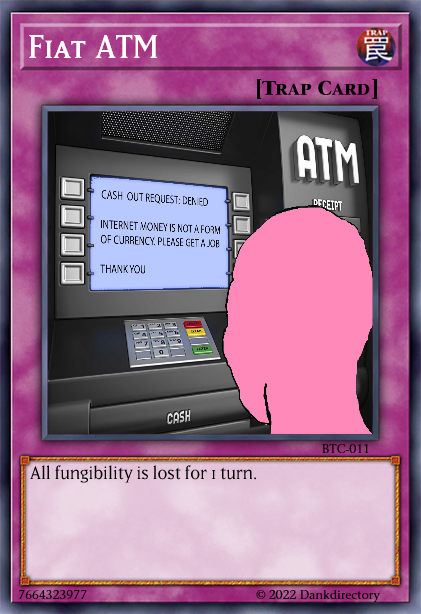 Fiat ATM
TRAP
罠
[Trap Card]
ATM
RECEIPT
CASH OUT REQUEST: DENIED
INTERNET MONEY IS NOT A FORM
OF CURRENCY. PLEASE GET A JOB
THANK YOU
CASH
BTC-011
All fungibility is lost for 1 turn.
7664323977
© 2022 Dankdirectory